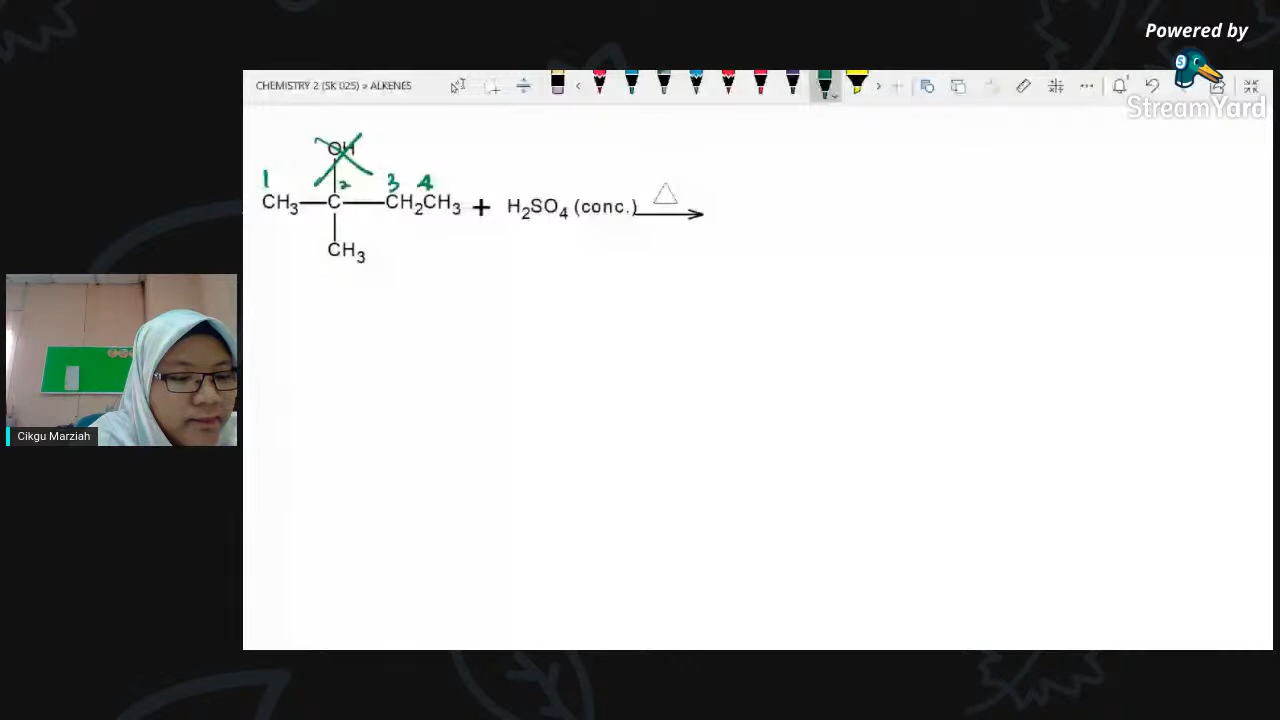 Powered by
StreamYard
CHEMISTRY 2 (SK 025) » ALKENES
OH
1 2 3 4
CH₃—C—CH₂CH₃ + H₂SO₄ (conc.) △ →
CH₃
Cikgu Marziah